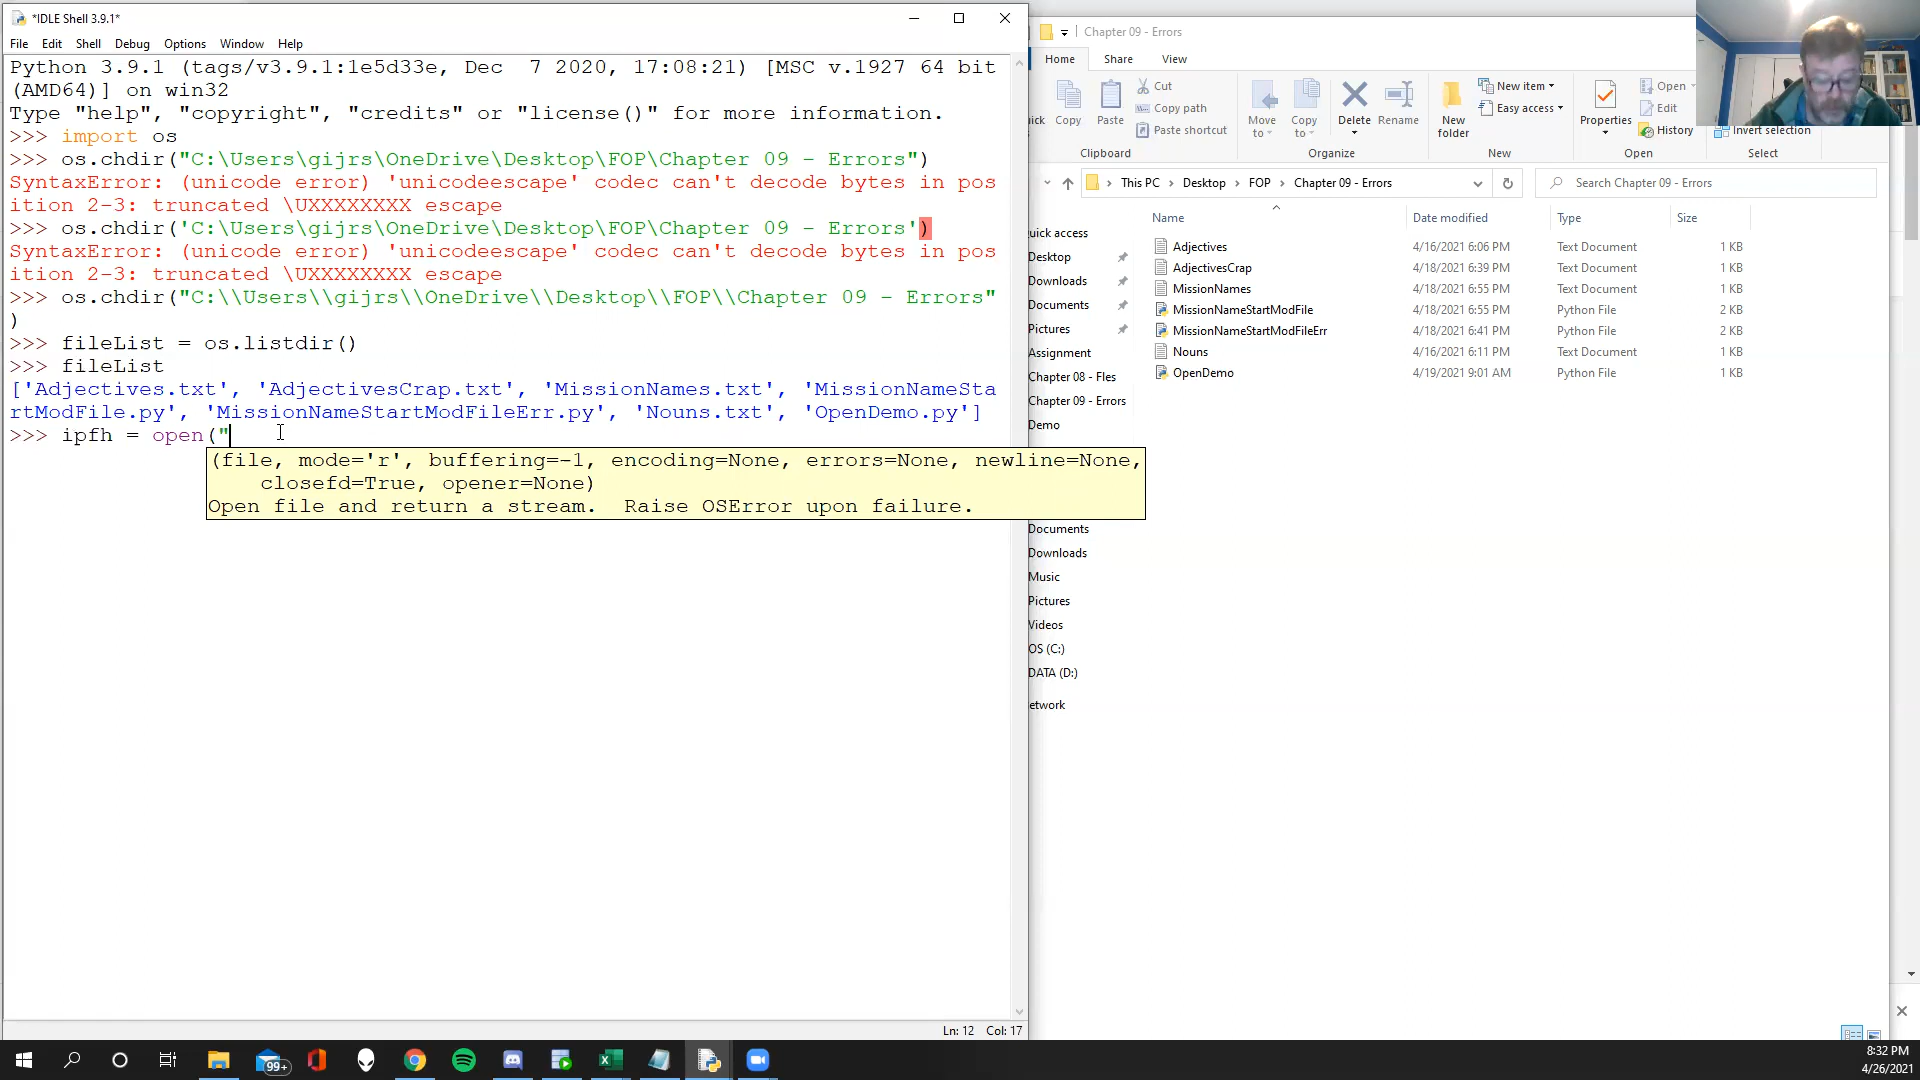 *IDLE Shell 3.9.1*
File Edit Shell Debug Options Window Help
Python 3.9.1 (tags/v3.9.1:1e5d33e, Dec  7 2020, 17:08:21) [MSC v.1927 64 bit
(AMD64)] on win32
Type "help", "copyright", "credits" or "license()" for more information.
>>> import os
>>> os.chdir("C:\Users\gijrs\OneDrive\Desktop\FOP\Chapter 09 - Errors")
SyntaxError: (unicode error) 'unicodeescape' codec can't decode bytes in pos
ition 2-3: truncated \UXXXXXXXX escape
>>> os.chdir('C:\Users\gijrs\OneDrive\Desktop\FOP\Chapter 09 - Errors')
SyntaxError: (unicode error) 'unicodeescape' codec can't decode bytes in pos
ition 2-3: truncated \UXXXXXXXX escape
>>> os.chdir("C:\\Users\\gijrs\\OneDrive\\Desktop\\FOP\\Chapter 09 - Errors"
)
>>> fileList = os.listdir()
>>> fileList
['Adjectives.txt', 'AdjectivesCrap.txt', 'MissionNames.txt', 'MissionNameSta
rtModFile.py', 'MissionNameStartModFileErr.py', 'Nouns.txt', 'OpenDemo.py']
>>> ipfh = open("
(file, mode='r', buffering=-1, encoding=None, errors=None, newline=None,
closefd=True, opener=None)
Open file and return a stream.  Raise OSError upon failure.
Ln: 12 Col: 17
Chapter 09 - Errors
Home Share View
uick
Copy
Paste
Cut
Copy path
Paste shortcut
Clipboard
Move to
Copy to
Delete
Rename
Organize
New folder
New item
Easy access
New
Properties
Open
Edit
History
Open
Invert selection
Select
This PC > Desktop > FOP > Chapter 09 - Errors
Search Chapter 09 - Errors
Name Date modified Type Size
Adjectives 4/16/2021 6:06 PM Text Document 1 KB
AdjectivesCrap 4/18/2021 6:39 PM Text Document 1 KB
MissionNames 4/18/2021 6:55 PM Text Document 1 KB
MissionNameStartModFile 4/18/2021 6:55 PM Python File 2 KB
MissionNameStartModFileErr 4/18/2021 6:41 PM Python File 2 KB
Nouns 4/16/2021 6:11 PM Text Document 1 KB
OpenDemo 4/19/2021 9:01 AM Python File 1 KB
uick access
Desktop
Downloads
Documents
Pictures
Assignment
Chapter 08 - Fles
Chapter 09 - Errors
Demo
Documents
Downloads
Music
Pictures
Videos
OS (C:)
DATA (D:)
etwork
99+
8:32 PM
4/26/2021